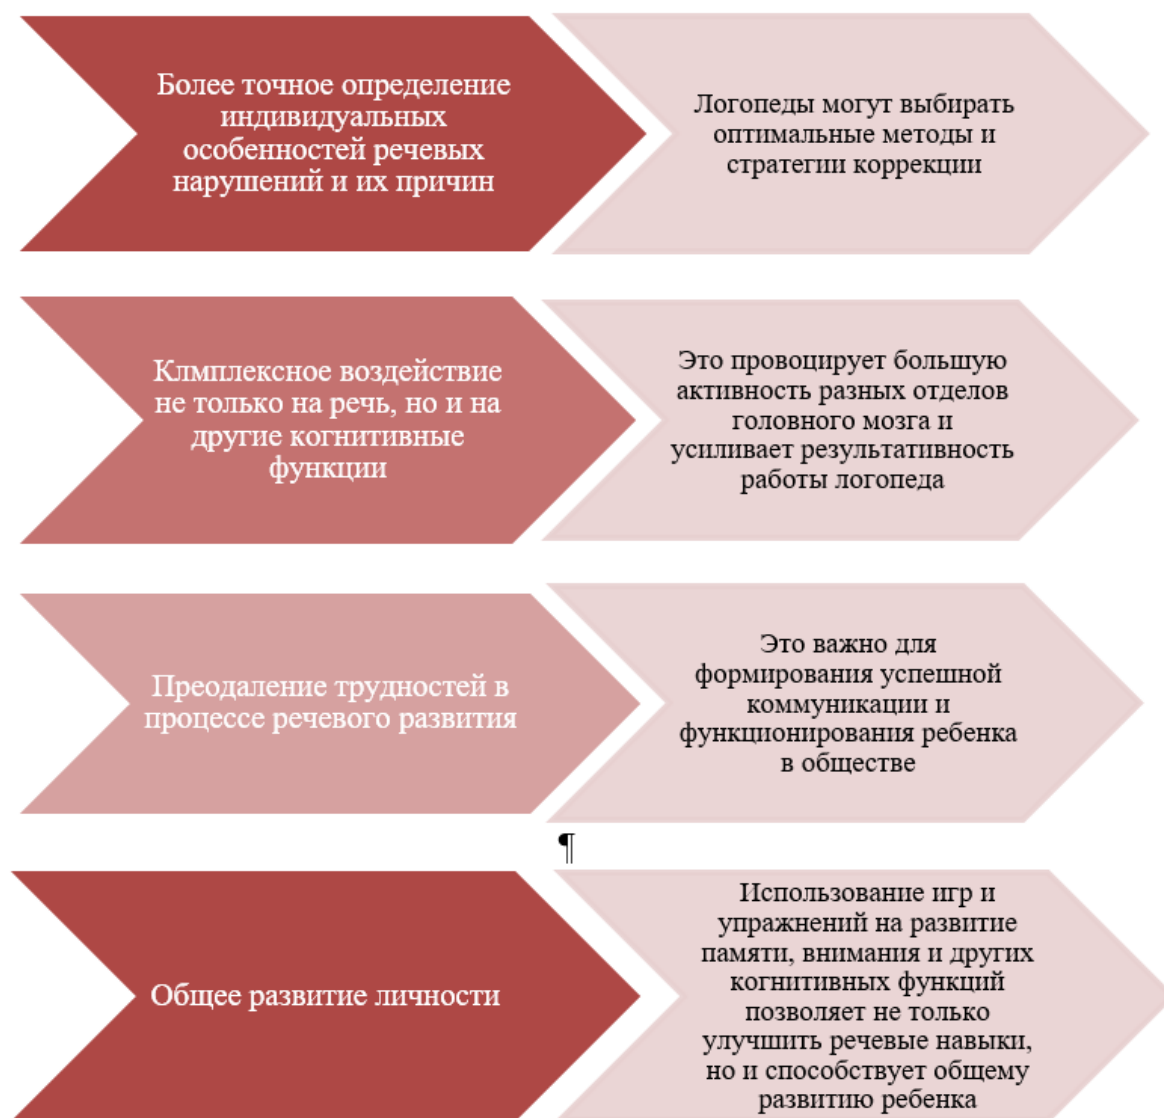 Более точное определение
индивидуальных
особенностей речевых
нарушений и их причин
Логопеды могут выбирать
оптимальные методы и
стратегии коррекции
Клмплексное воздействие
не только на речь, но и на
другие когнитивные
функции
Это провоцирует большую
активность разных отделов
головного мозга и
усиливает результативность
работы логопеда
Преодаление трудностей в
процессе речевого развития
Это важно для
формирования успешной
коммуникации и
функционирования ребенка
в обществе
¶
Общее развитие личности
Использование игр и
упражнений на развитие
памяти, внимания и других
когнитивных функций
позволяет не только
улучшить речевые навыки,
но и способствует общему
развитию ребенка